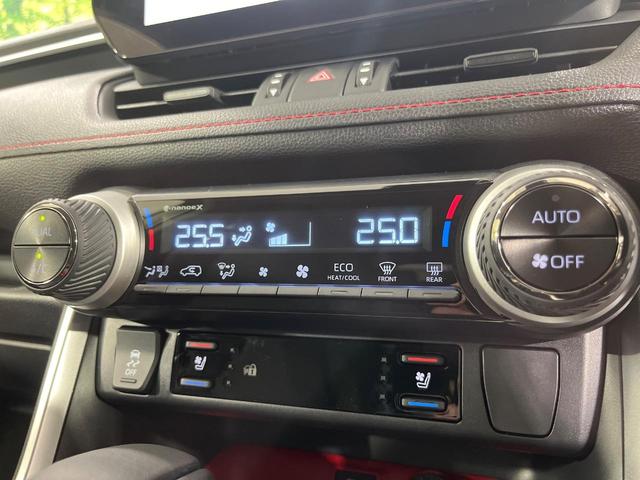 nanoeX
DUAL
A/C
25.5
25.0
AUTO
OFF
ECO
HEAT/COOL
FRONT
REAR
OFF